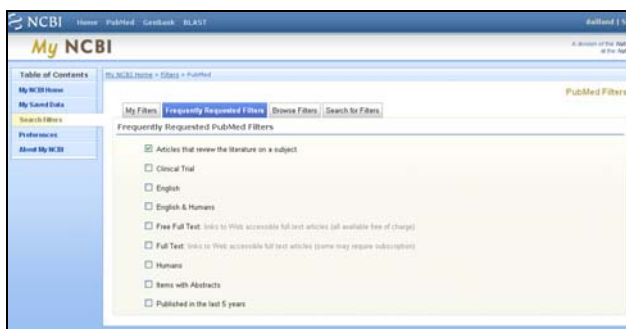 NCBI Home PubMed GenBank BLAST
My NCBI
A division of the
Table of Contents
My NCBI Home
My Saved Data
Search Filters
Preferences
About My NCBI
My NCBI Home » Filters » PubMed
PubMed Filters
My Filters Frequently Requested Filters Browse Filters Search for Filters
Frequently Requested PubMed Filters
Articles that review the literature on a subject
Clinical Trial
English
English & Humans
Free Full Text: links to Web accessible full text articles (all available free of charge)
Full Text: links to Web accessible full text articles (some may require subscription)
Humans
Items with Abstracts
Published in the last 5 years